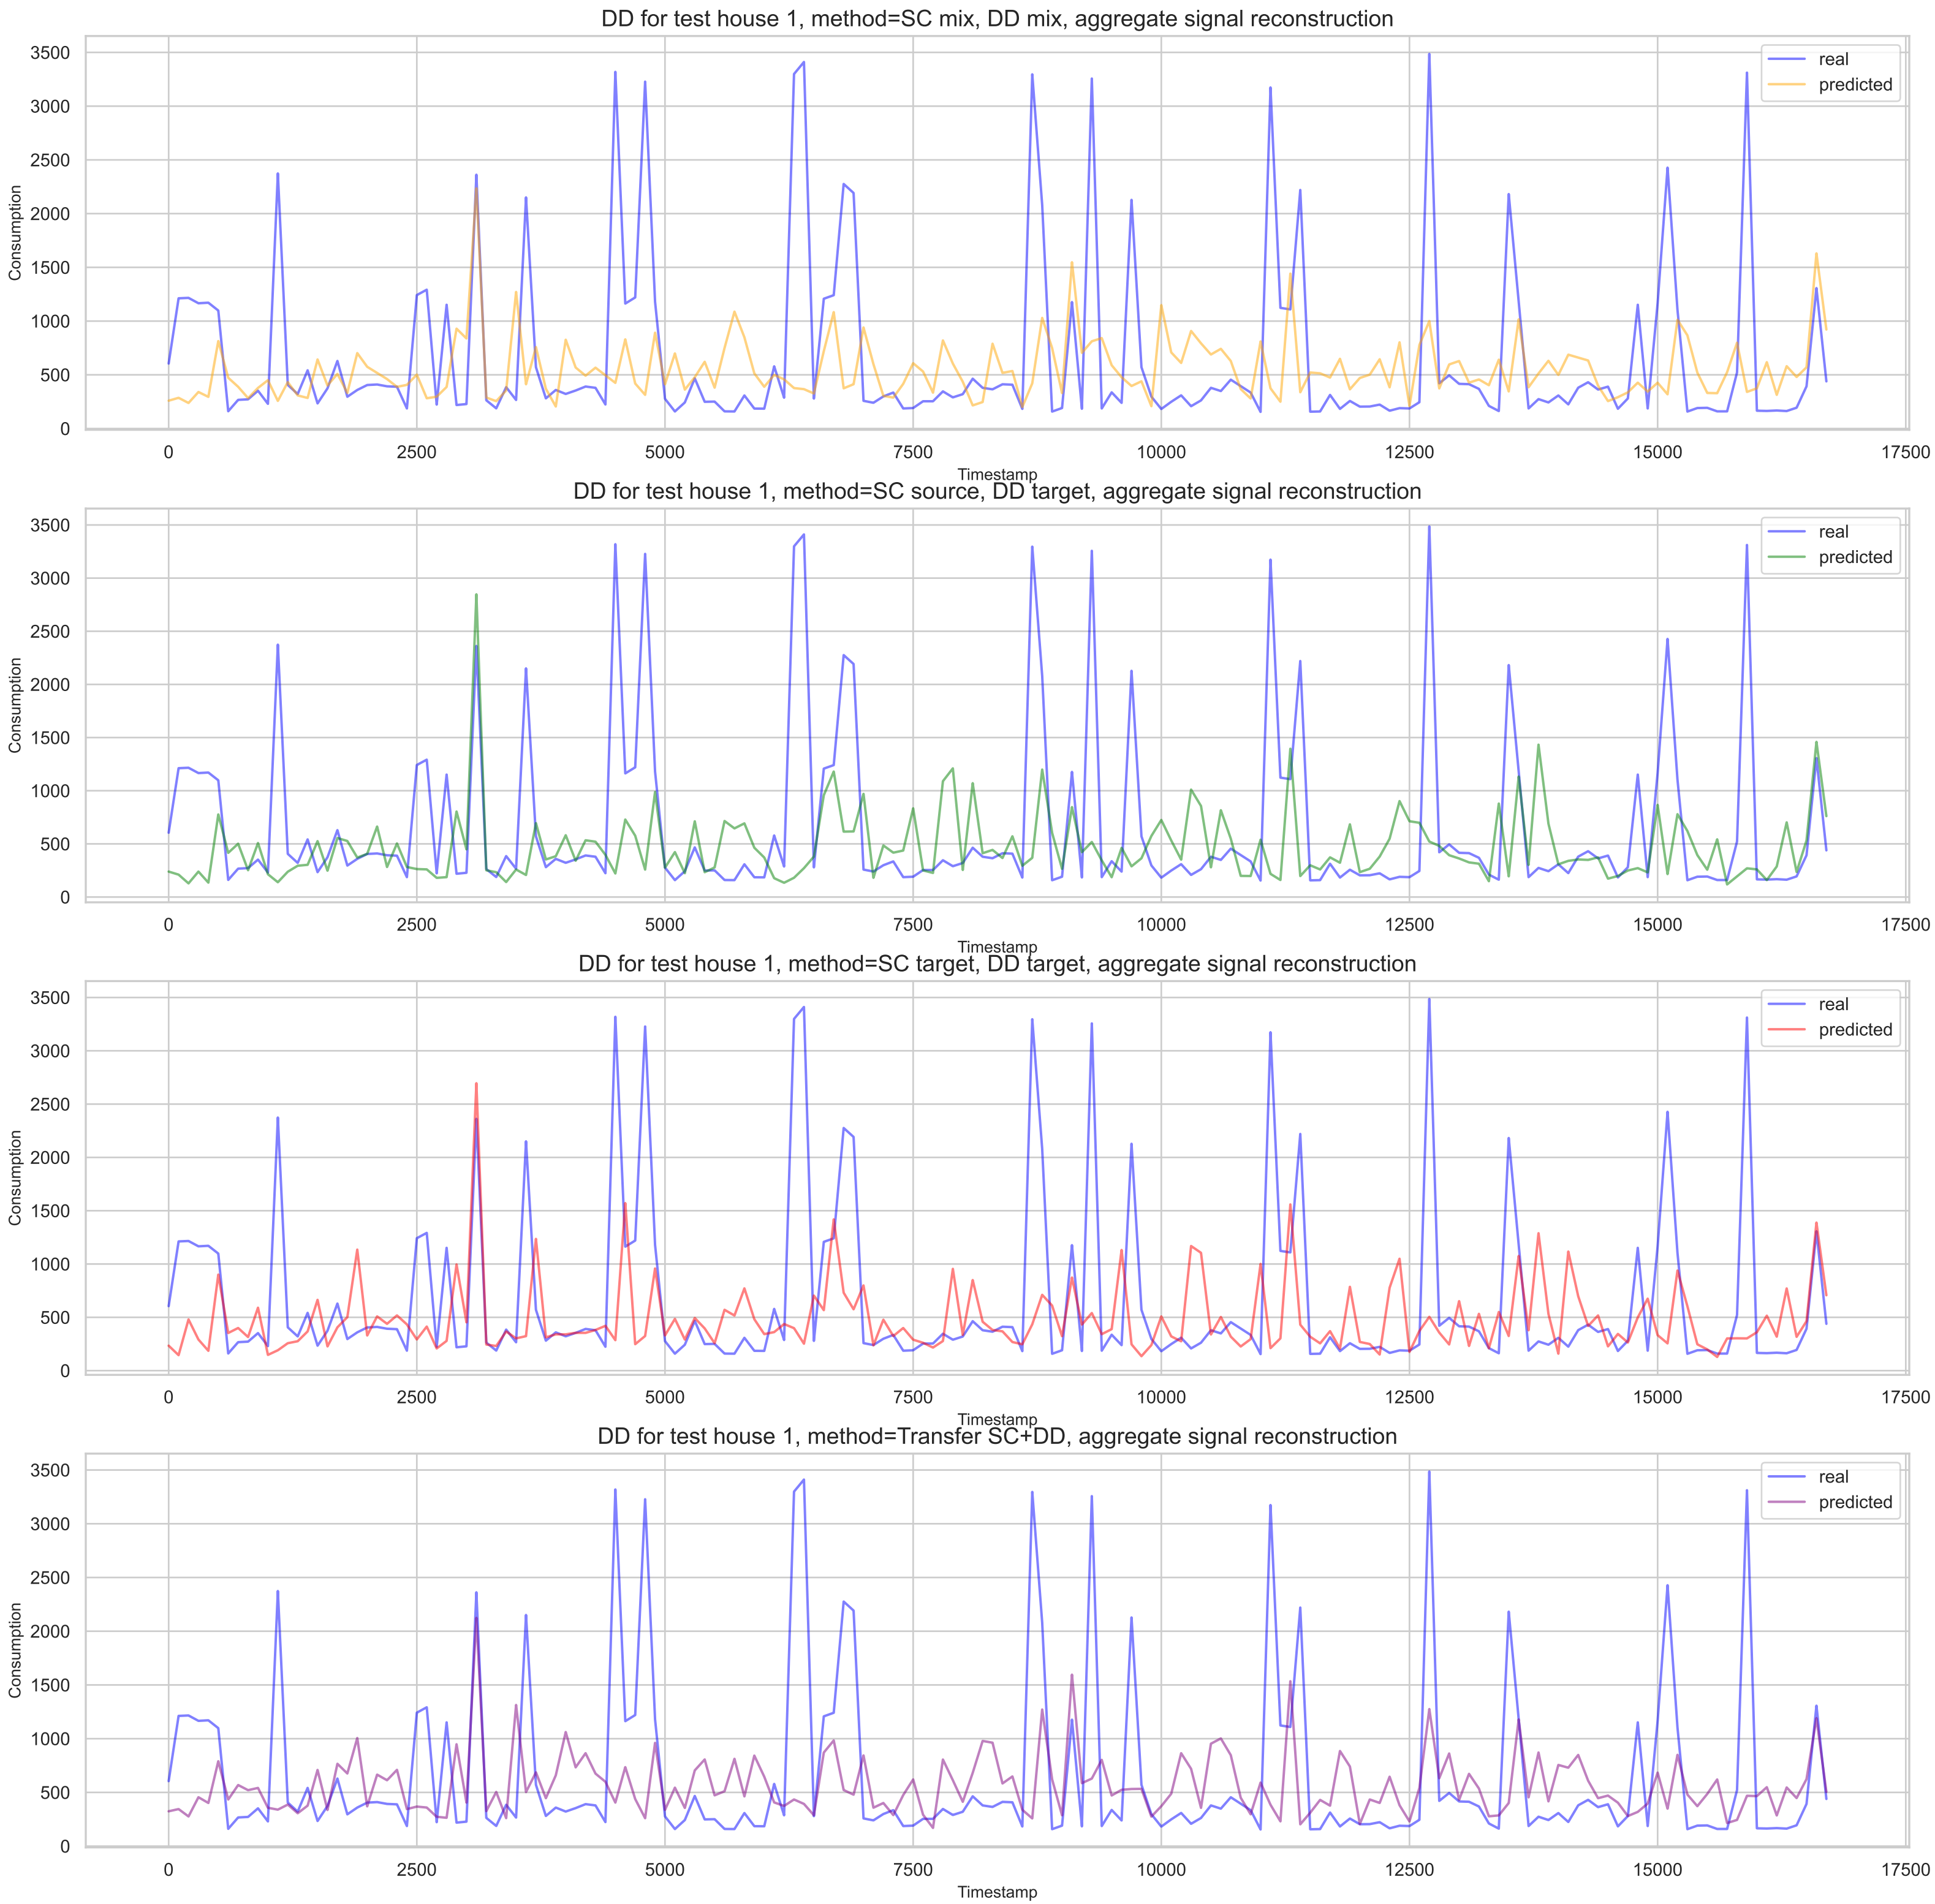 DD for test house 1, method=SC mix, DD mix, aggregate signal reconstruction
real
predicted
Consumption
3500
3000
2500
2000
1500
1000
500
0
0 2500 5000 7500 10000 12500 15000 17500
Timestamp
DD for test house 1, method=SC source, DD target, aggregate signal reconstruction
real
predicted
Consumption
3500
3000
2500
2000
1500
1000
500
0
0 2500 5000 7500 10000 12500 15000 17500
Timestamp
DD for test house 1, method=SC target, DD target, aggregate signal reconstruction
real
predicted
Consumption
3500
3000
2500
2000
1500
1000
500
0
0 2500 5000 7500 10000 12500 15000 17500
Timestamp
DD for test house 1, method=Transfer SC+DD, aggregate signal reconstruction
real
predicted
Consumption
3500
3000
2500
2000
1500
1000
500
0
0 2500 5000 7500 10000 12500 15000 17500
Timestamp